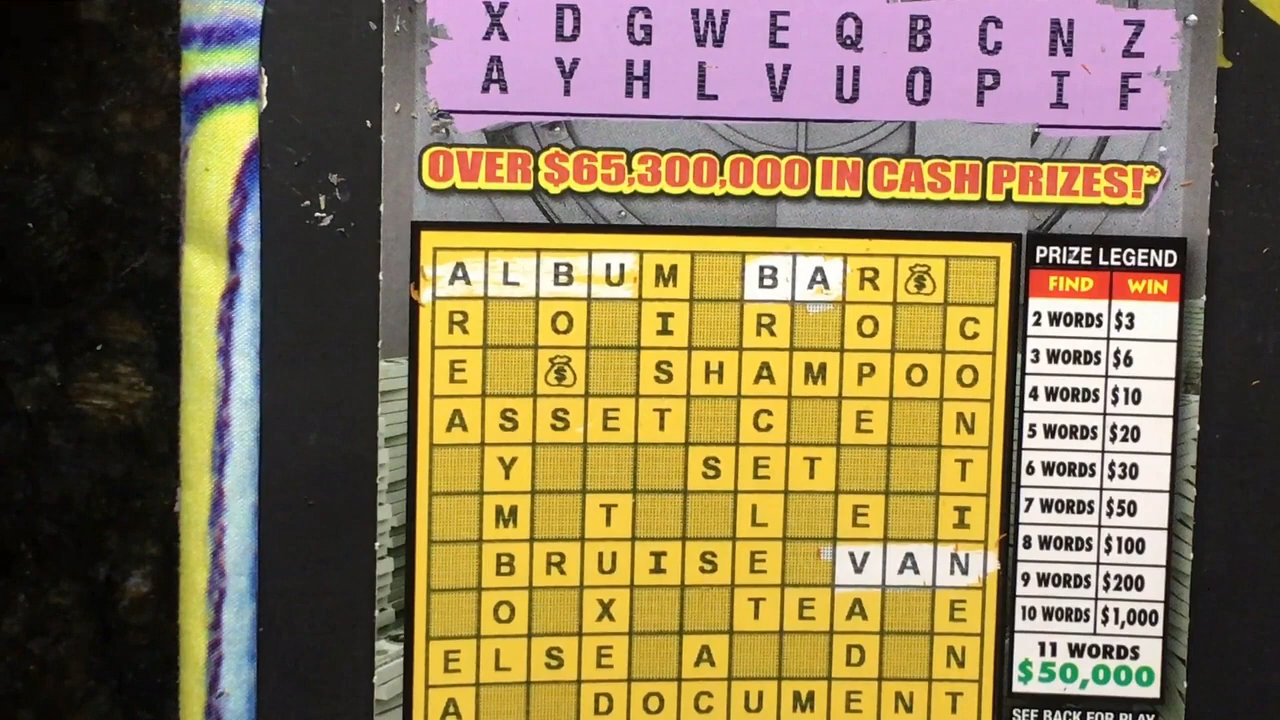 X D G W E Q B C N Z
A Y H L V U O P I F
OVER $65,300,000 IN CASH PRIZES!*
A L B U M B A R $
R O I R O C
E $ S H A M P O O
A S S E T C E N
Y S E T T
M T L E I
B R U I S E V A N
O X T E A E
E L S E A D N
A D O C U M E N T
PRIZE LEGEND
FIND WIN
2 WORDS $3
3 WORDS $6
4 WORDS $10
5 WORDS $20
6 WORDS $30
7 WORDS $50
8 WORDS $100
9 WORDS $200
10 WORDS $1,000
11 WORDS
$50,000
SEE BACK FOR PLAY